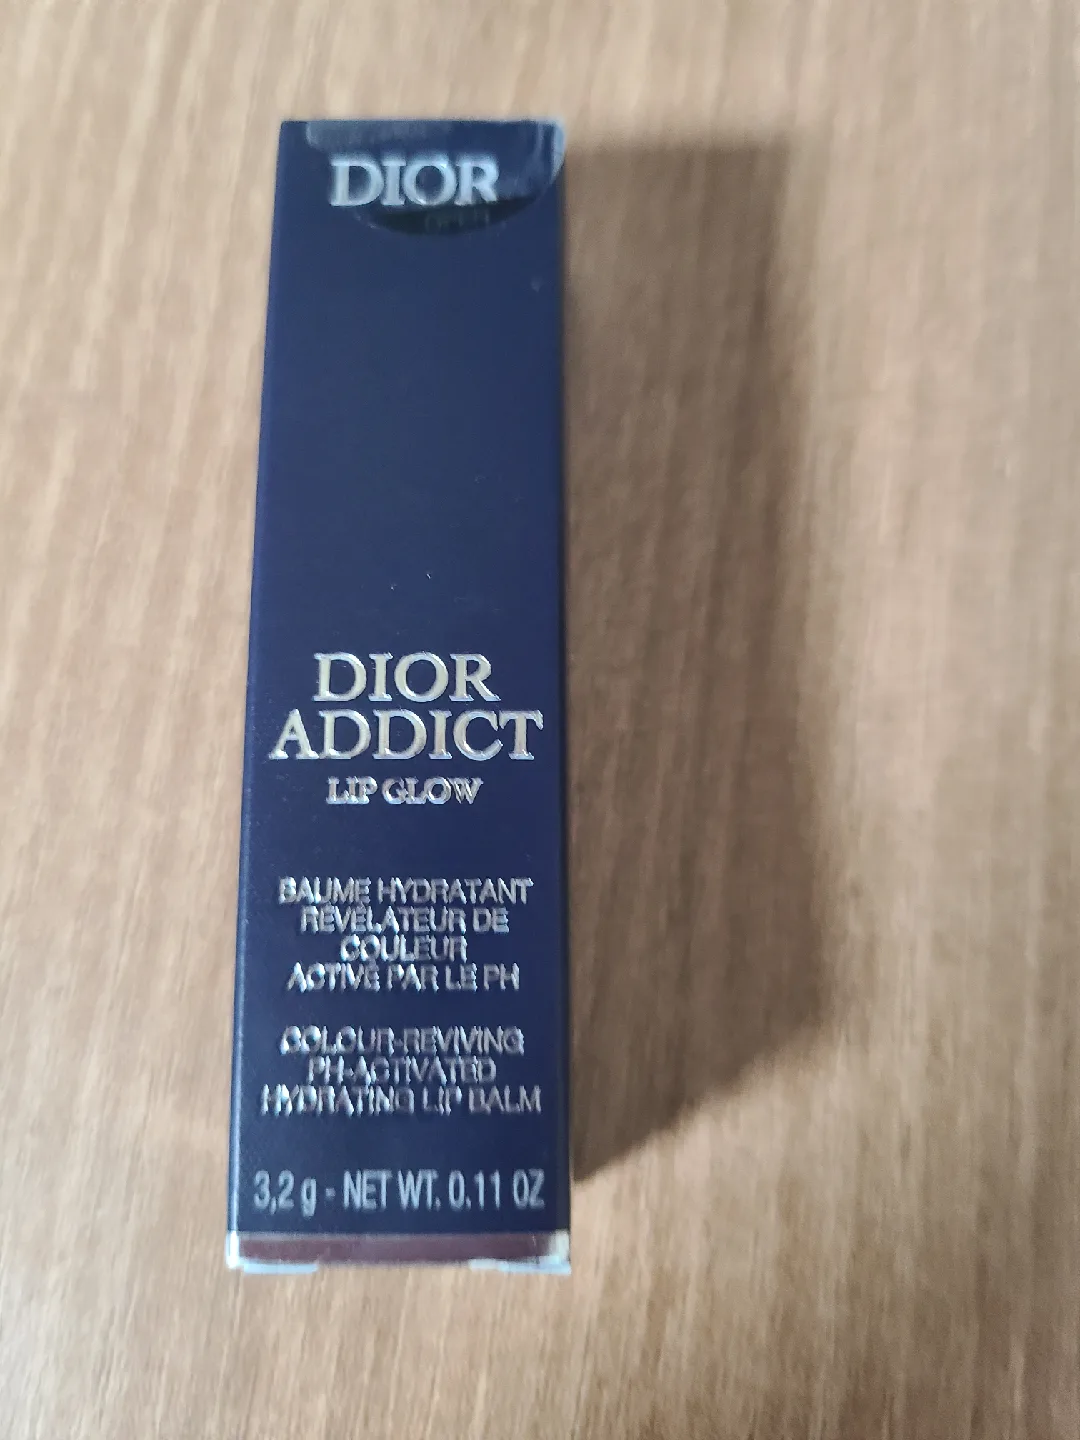 DIOR
OPEN
DIOR
ADDICT
LIP GLOW
BAUME HYDRATANT
RÉVÉLATEUR DE
COULEUR
ACTIVÉ PAR LE PH
COLOUR-REVIVING
PH-ACTIVATED
HYDRATING LIP BALM
3,2 g - NET WT. 0.11 OZ